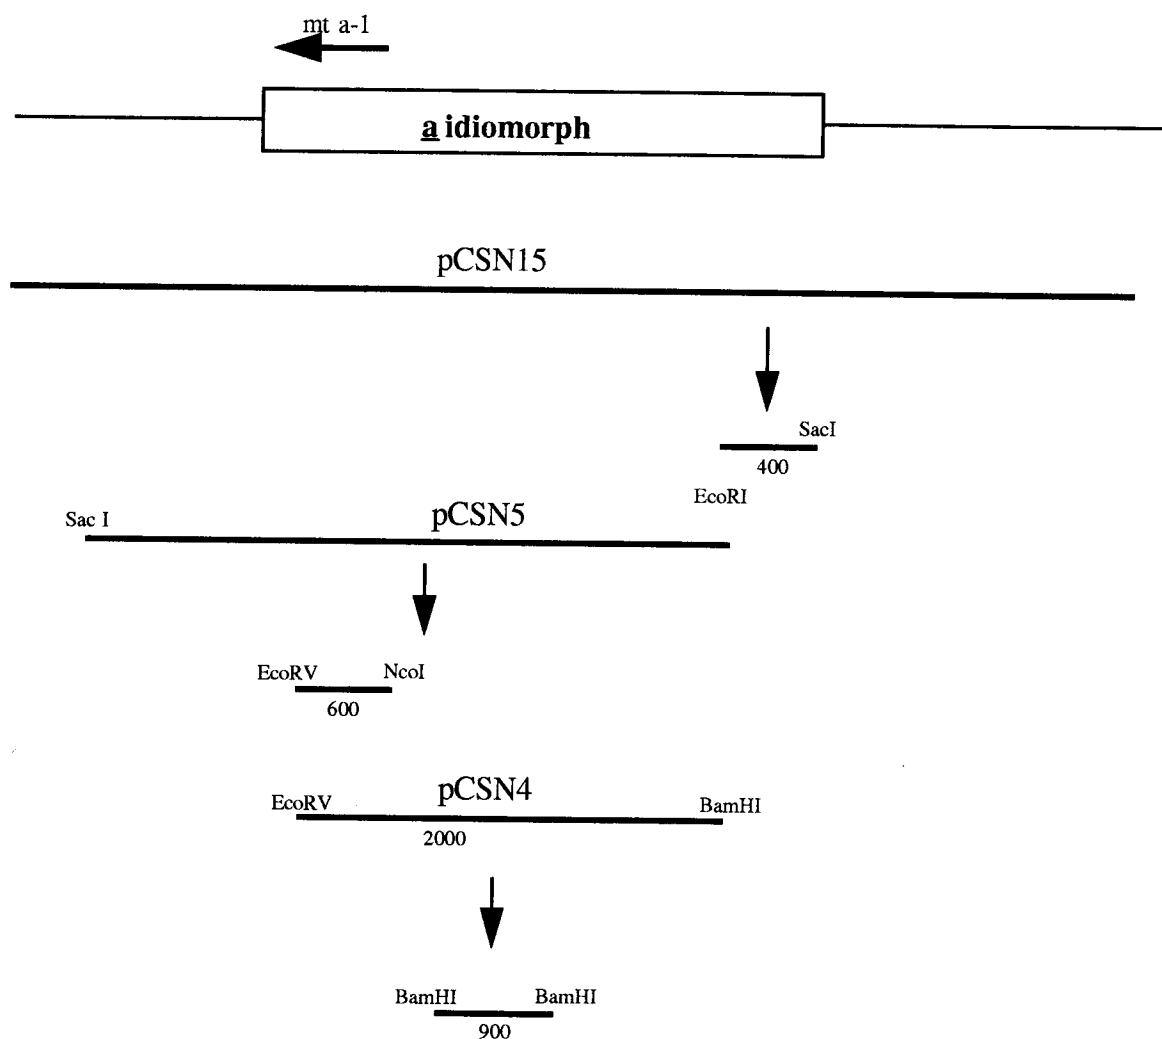 mt a-1
a idiomorph
pCSN15
SacI
400
EcoRI
Sac I
pCSN5
EcoRV
NcoI
600
pCSN4
EcoRV
BamHI
2000
BamHI
BamHI
900